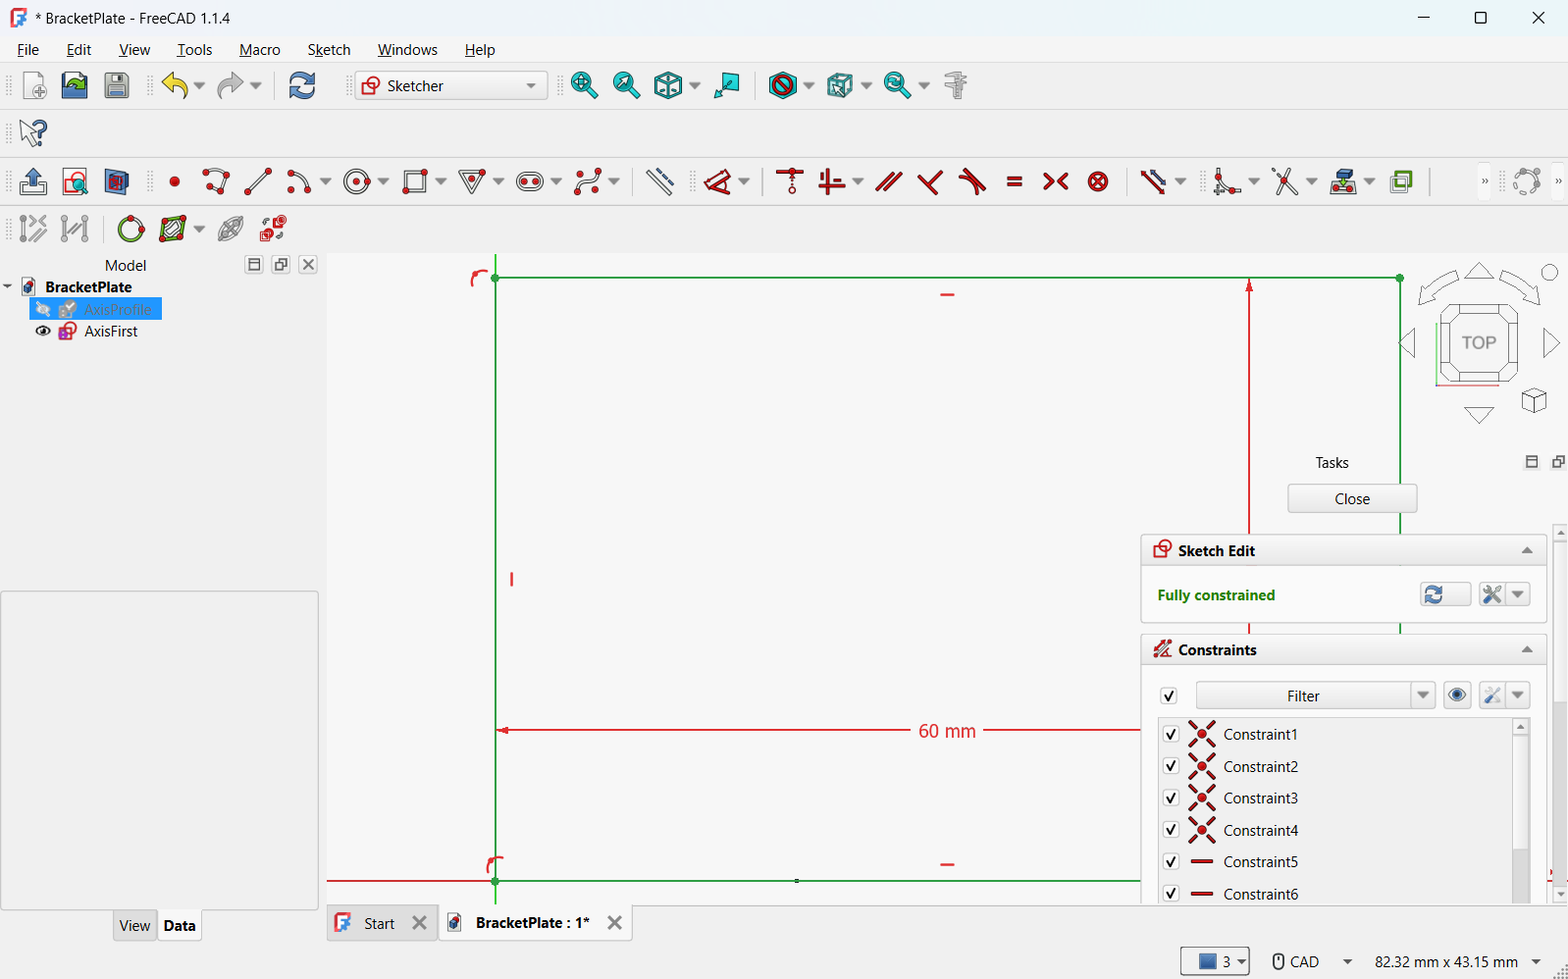 * BracketPlate - FreeCAD 1.1.4
File Edit View Tools Macro Sketch Windows Help
Sketcher
Model
BracketPlate
AxisProfile
AxisFirst
TOP
Tasks
Close
Sketch Edit
Fully constrained
Constraints
Filter
Constraint1
Constraint2
Constraint3
Constraint4
Constraint5
Constraint6
60 mm
View Data
Start
BracketPlate : 1*
3 CAD 82.32 mm x 43.15 mm